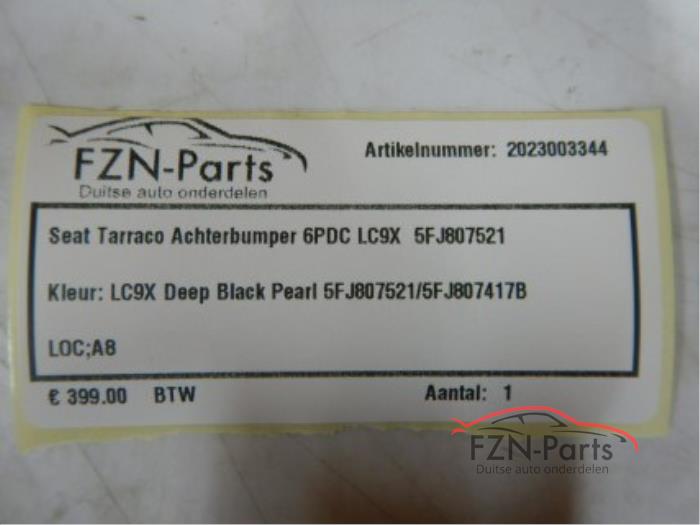 FZN-Parts
Duitse auto onderdelen
Artikelnummer: 2023003344
Seat Tarraco Achterbumper 6PDC LC9X 5FJ807521
Kleur: LC9X Deep Black Pearl 5FJ807521/5FJ807417B
LOC;A8
€ 399.00 BTW Aantal: 1
FZN-Parts
Duitse auto onderdelen